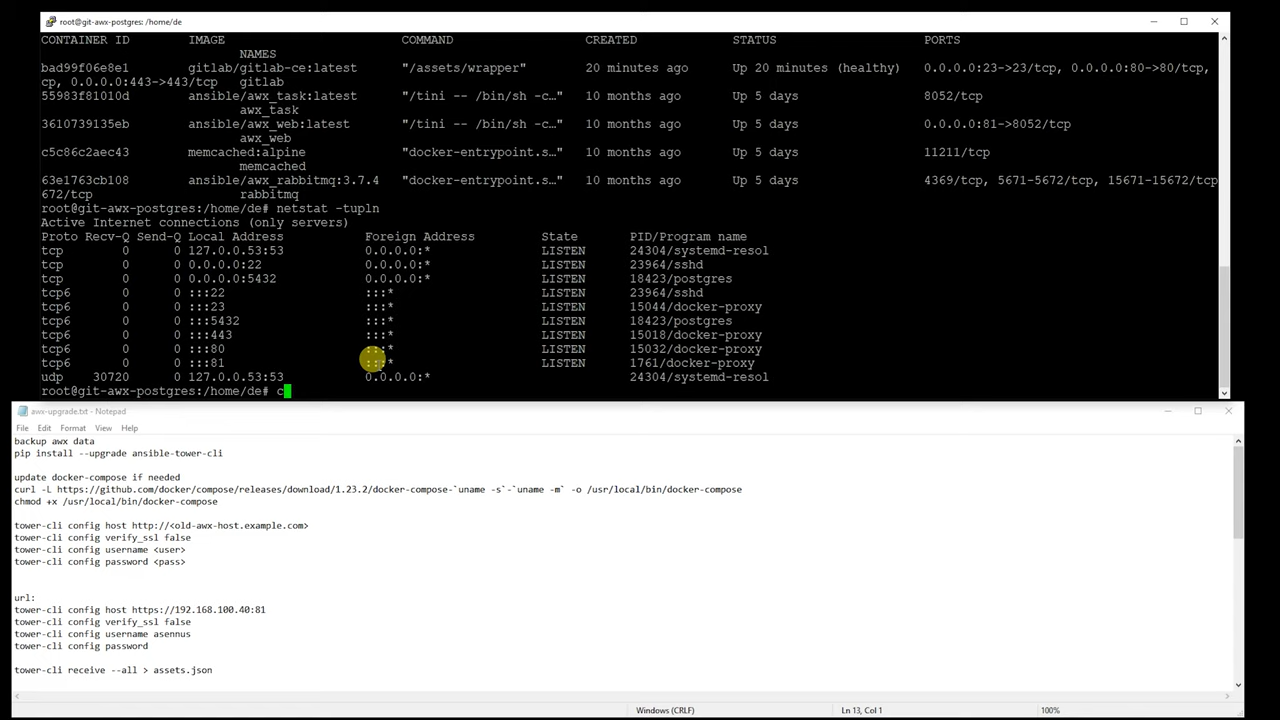 root@git-awx-postgres: /home/de
CONTAINER ID IMAGE COMMAND CREATED STATUS PORTS
NAMES
bad99f06e8e1 gitlab/gitlab-ce:latest "/assets/wrapper" 20 minutes ago Up 20 minutes (healthy) 0.0.0.0:23->23/tcp, 0.0.0.0:80->80/tcp,
cp, 0.0.0.0:443->443/tcp gitlab
55983f81010d ansible/awx_task:latest "/tini -- /bin/sh -c…" 10 months ago Up 5 days 8052/tcp
awx_task
3610739135eb ansible/awx_web:latest "/tini -- /bin/sh -c…" 10 months ago Up 5 days 0.0.0.0:81->8052/tcp
awx_web
c5c86c2aec43 memcached:alpine "docker-entrypoint.s…" 10 months ago Up 5 days 11211/tcp
memcached
63e1763cb108 ansible/awx_rabbitmq:3.7.4 "docker-entrypoint.s…" 10 months ago Up 5 days 4369/tcp, 5671-5672/tcp, 15671-15672/tcp
672/tcp rabbitmq
root@git-awx-postgres:/home/de# netstat -tupln
Active Internet connections (only servers)
Proto Recv-Q Send-Q Local Address Foreign Address State PID/Program name
tcp 0 0 127.0.0.53:53 0.0.0.0:* LISTEN 24304/systemd-resol
tcp 0 0 0.0.0.0:22 0.0.0.0:* LISTEN 23964/sshd
tcp 0 0 0.0.0.0:5432 0.0.0.0:* LISTEN 18423/postgres
tcp6 0 0 :::22 :::* LISTEN 23964/sshd
tcp6 0 0 :::23 :::* LISTEN 15044/docker-proxy
tcp6 0 0 :::5432 :::* LISTEN 18423/postgres
tcp6 0 0 :::443 :::* LISTEN 15018/docker-proxy
tcp6 0 0 :::80 :::* LISTEN 15032/docker-proxy
tcp6 0 0 :::81 :::* LISTEN 1761/docker-proxy
udp 30720 0 127.0.0.53:53 0.0.0.0:* 24304/systemd-resol
root@git-awx-postgres:/home/de# c
awx-upgrade.txt - Notepad
File Edit Format View Help
backup awx data
pip install --upgrade ansible-tower-cli
update docker-compose if needed
curl -L https://github.com/docker/compose/releases/download/1.23.2/docker-compose-`uname -s`-`uname -m` -o /usr/local/bin/docker-compose
chmod +x /usr/local/bin/docker-compose
tower-cli config host http://<old-awx-host.example.com>
tower-cli config verify_ssl false
tower-cli config username <user>
tower-cli config password <pass>
url:
tower-cli config host https://192.168.100.40:81
tower-cli config verify_ssl false
tower-cli config username asennus
tower-cli config password
tower-cli receive --all > assets.json
Windows (CRLF) Ln 13, Col 1 100%